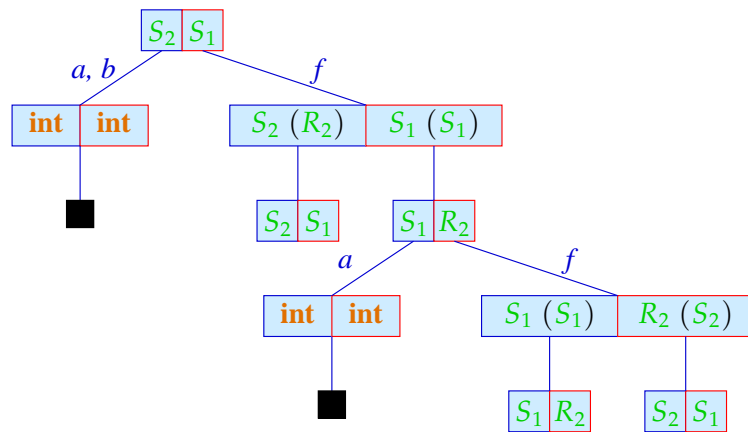 S₂ S₁
a, b f
int int S₂ (R₂) S₁ (S₁)
S₂ S₁ S₁ R₂
a f
int int S₁ (S₁) R₂ (S₂)
S₁ R₂ S₂ S₁